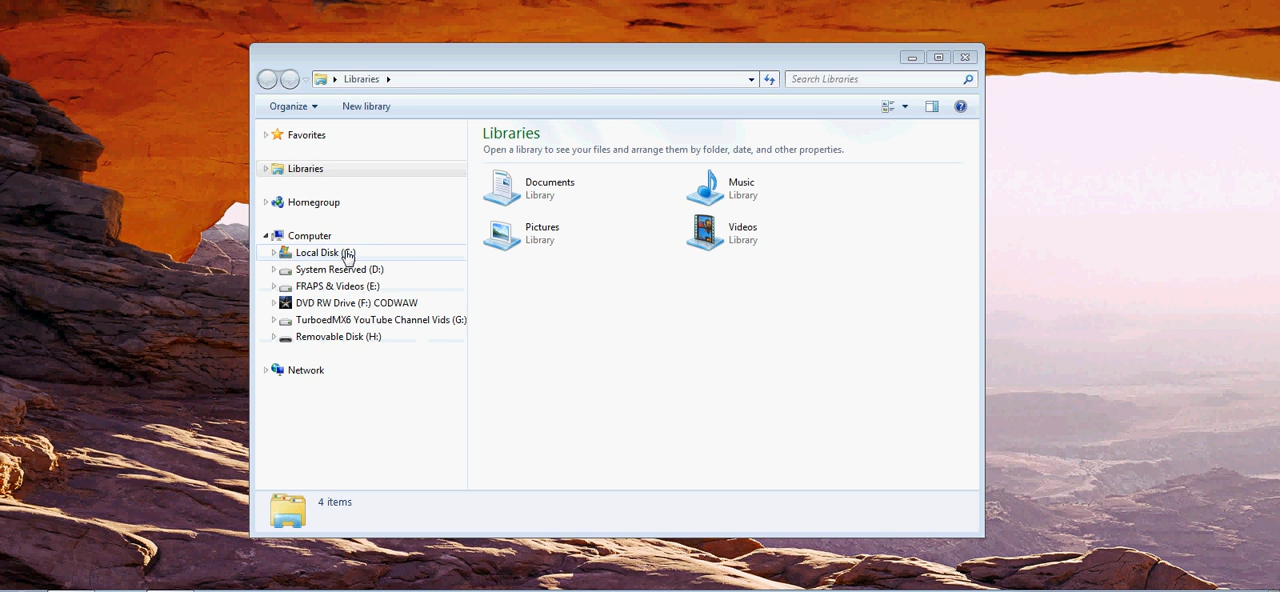 Libraries
Search Libraries
Organize
New library
Favorites
Libraries
Homegroup
Computer
Local Disk
System Reserved (D:)
FRAPS & Videos (E:)
DVD RW Drive (F:) CODWAW
TurboedMX6 YouTube Channel Vids (G:)
Removable Disk (H:)
Network
Libraries
Open a library to see your files and arrange them by folder, date, and other properties.
Documents
Library
Music
Library
Pictures
Library
Videos
Library
4 items